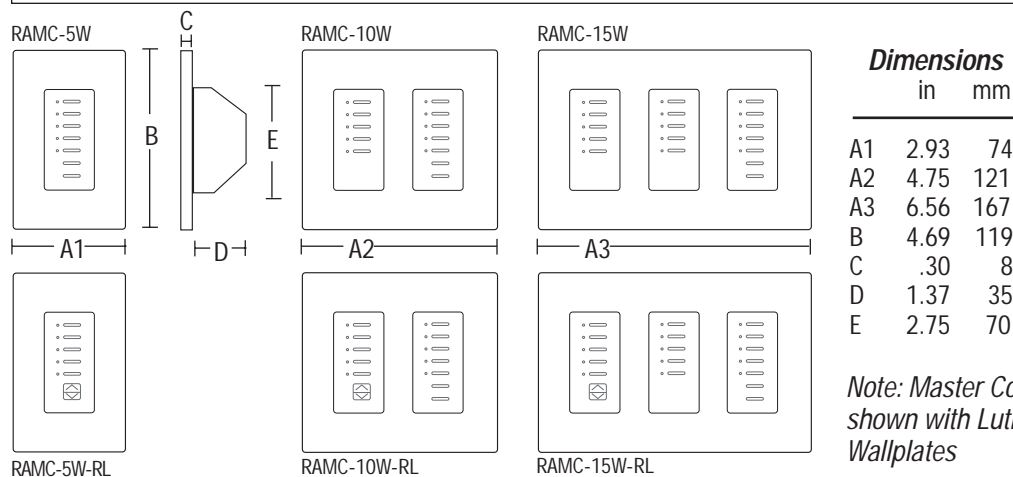 RAMC-5W
C
RAMC-10W
RAMC-15W
B
E
A1
D
A2
A3
RAMC-5W-RL
RAMC-10W-RL
RAMC-15W-RL
Dimensions
in mm
A1 2.93 74
A2 4.75 121
A3 6.56 167
B 4.69 119
C .30 8
D 1.37 35
E 2.75 70
Note: Master Co
shown with Lut
Wallplates